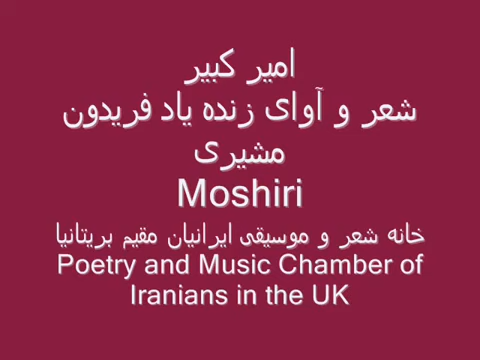 امیر کبیر
شعر و آوای زنده یاد فریدون
مشیری
Moshiri
خانه شعر و موسیقی ایرانیان مقیم بریتانیا
Poetry and Music Chamber of
Iranians in the UK